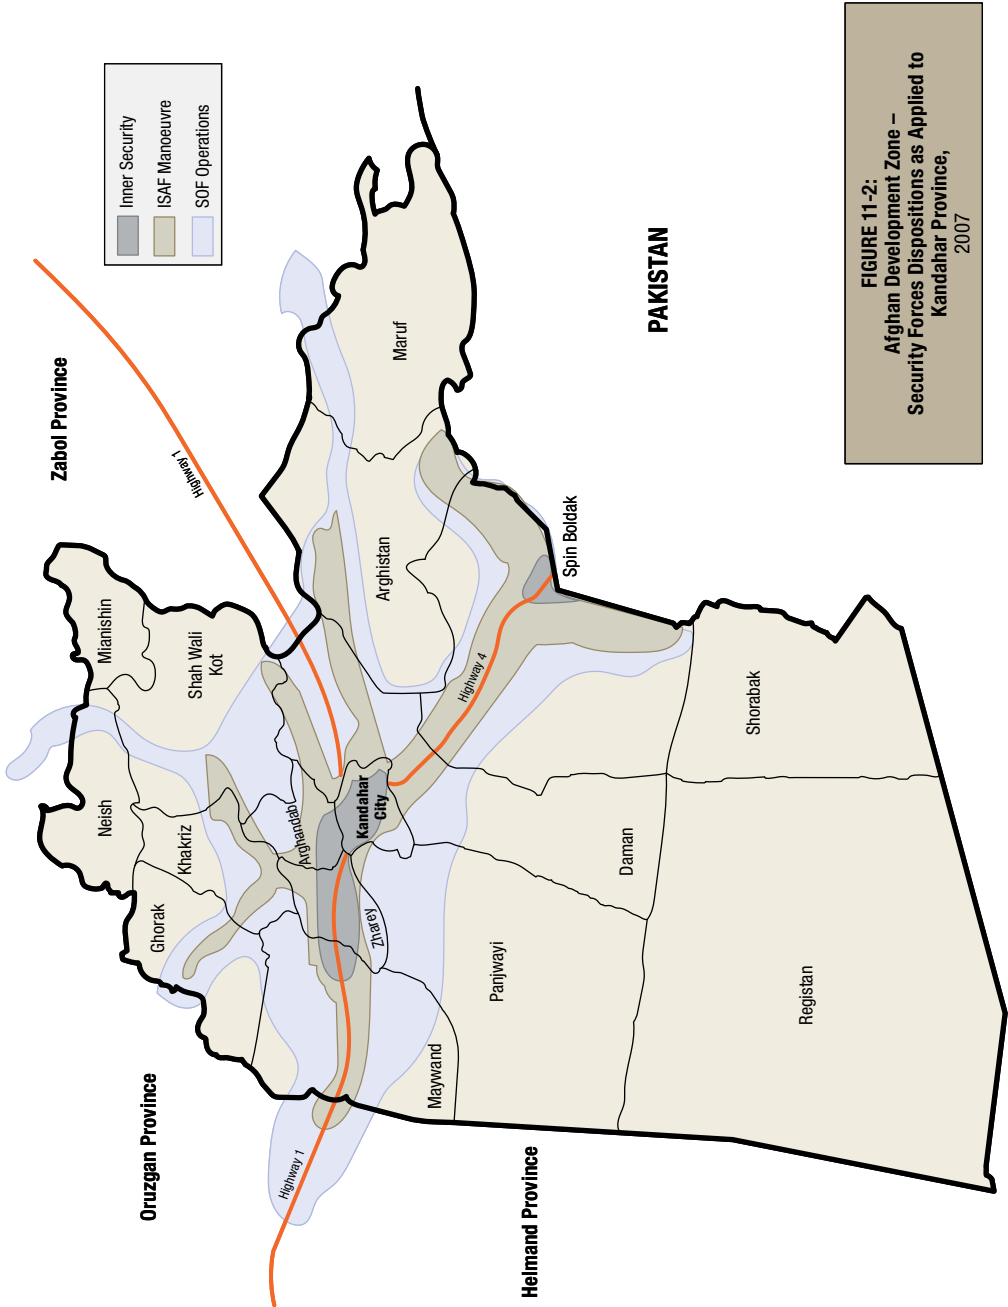 FIGURE 11-2:
Afghan Development Zone –
Security Forces Dispositions as Applied to
Kandahar Province,
2007
Inner Security
ISAF Manoeuvre
SOF Operations
Oruzgan Province
Zabol Province
Helmand Province
PAKISTAN
Highway 1
Highway 1
Highway 4
Mianishin
Shah Wali
Kot
Neish
Khakriz
Ghorak
Arghandab
Kandahar
City
Zharey
Maywand
Panjwayi
Daman
Registan
Shorabak
Spin Boldak
Arghistan
Maruf